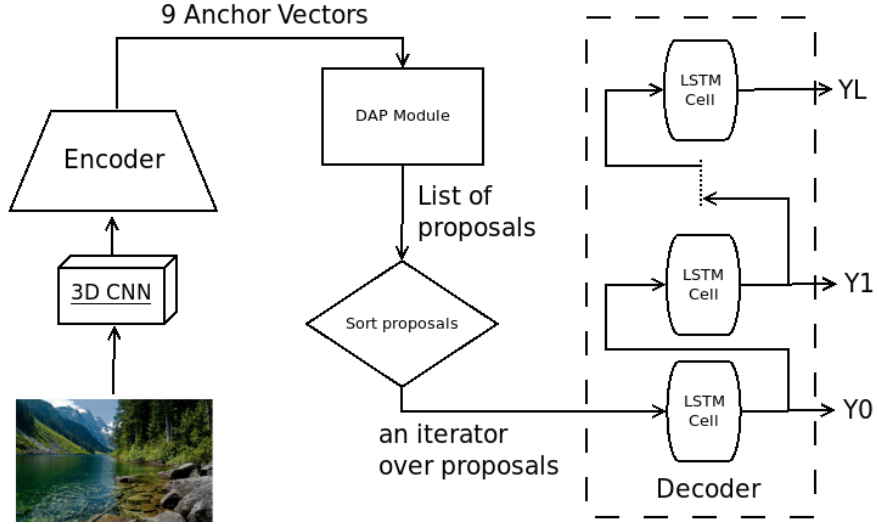 9 Anchor Vectors
Encoder
3D CNN
DAP Module
List of
proposals
Sort proposals
an iterator
over proposals
LSTM
Cell
YL
LSTM
Cell
Y1
LSTM
Cell
Y0
Decoder